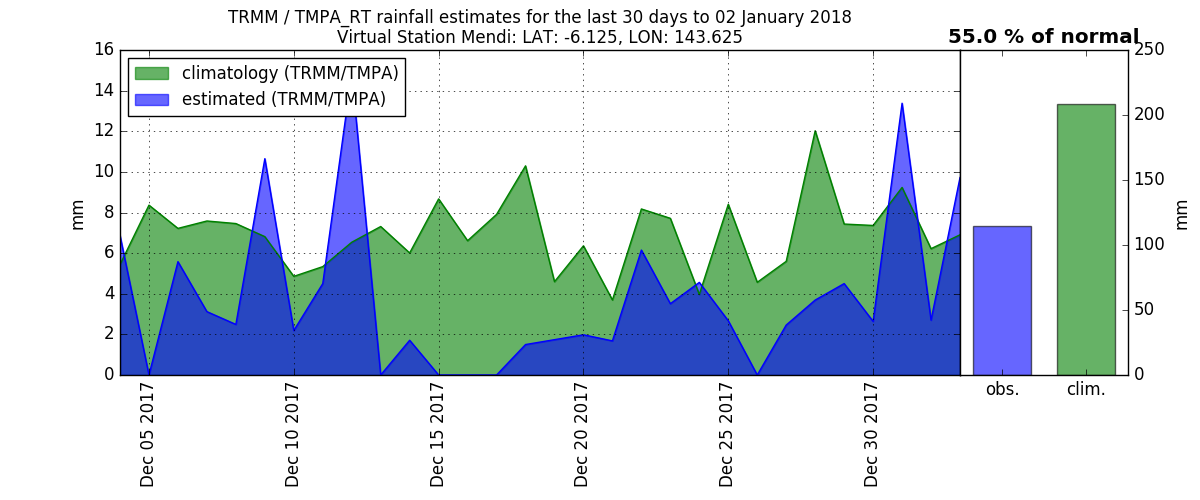 TRMM / TMPA_RT rainfall estimates for the last 30 days to 02 January 2018
Virtual Station Mendi: LAT: -6.125, LON: 143.625
55.0 % of normal
climatology (TRMM/TMPA)
estimated (TRMM/TMPA)
mm
16
14
12
10
8
6
4
2
0
Dec 05 2017
Dec 10 2017
Dec 15 2017
Dec 20 2017
Dec 25 2017
Dec 30 2017
obs.
clim.
250
200
150
100
50
0
mm